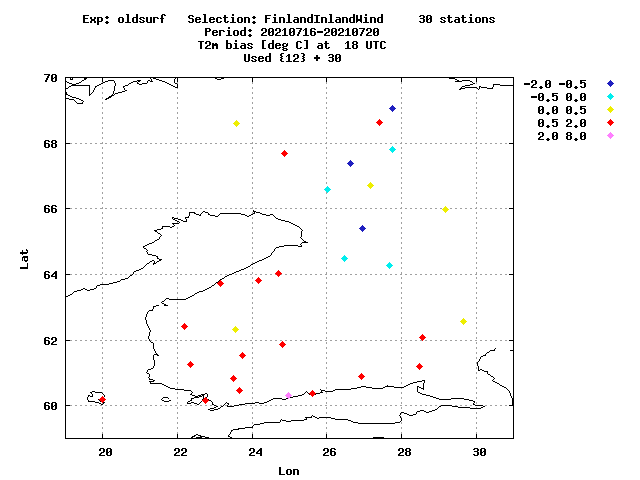 Exp: oldsurf Selection: FinlandInlandWind 30 stations
Period: 20210716-20210720
T2m bias [deg C] at 18 UTC
Used {12} + 30
-2.0 -0.5
-0.5 0.0
0.0 0.5
0.5 2.0
2.0 8.0
70
68
66
64
62
60
Lat
20 22 24 26 28 30
Lon